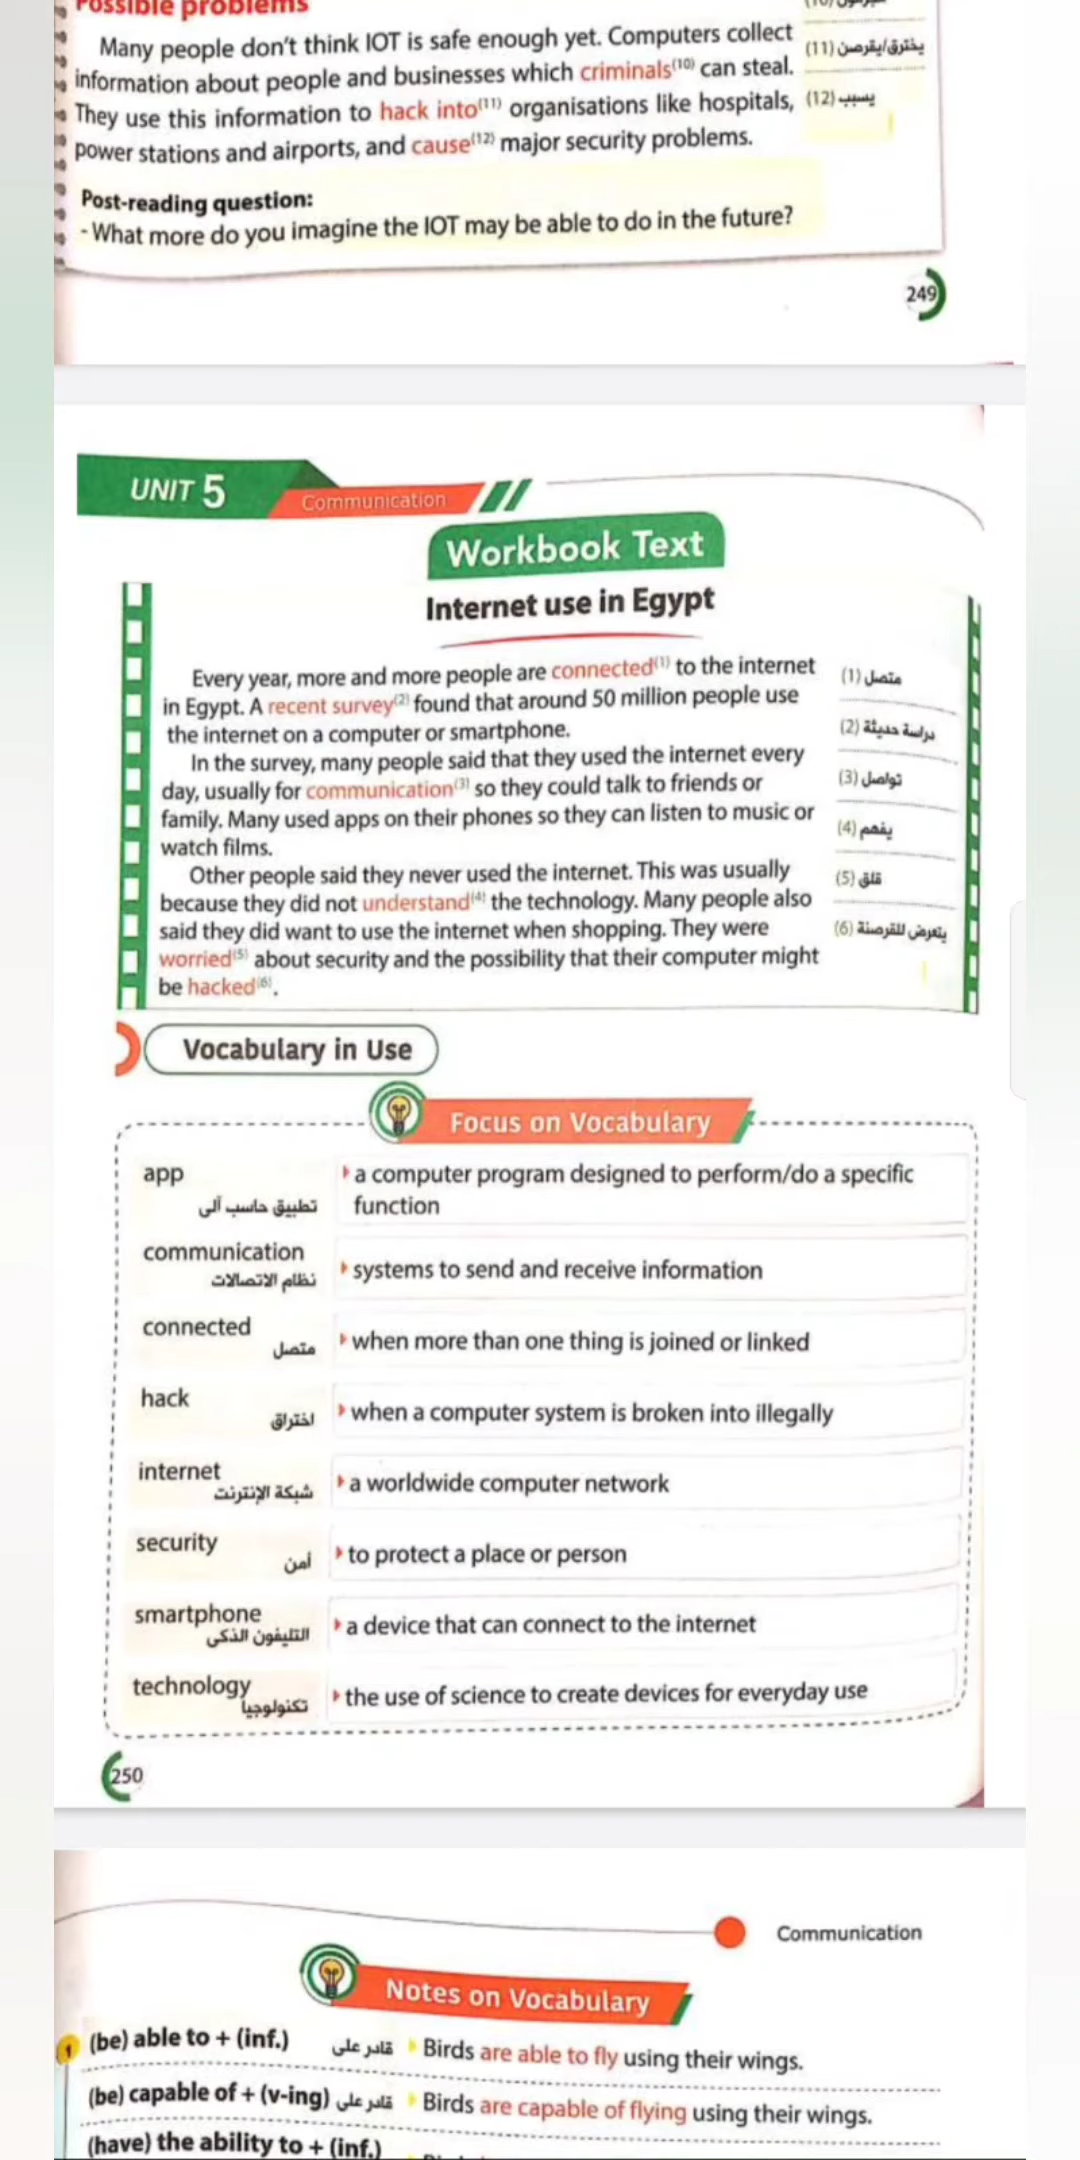 Possible problems
Many people don't think IOT is safe enough yet. Computers collect
information about people and businesses which criminals(10) can steal.
They use this information to hack into(11) organisations like hospitals,
power stations and airports, and cause(12) major security problems.
(11) يخترق/يقرصن
(12) يسبب
Post-reading question:
- What more do you imagine the IOT may be able to do in the future?
249
UNIT 5
Communication
Workbook Text
Internet use in Egypt
Every year, more and more people are connected(1) to the internet
in Egypt. A recent survey(2) found that around 50 million people use
the internet on a computer or smartphone.
In the survey, many people said that they used the internet every
day, usually for communication(3) so they could talk to friends or
family. Many used apps on their phones so they can listen to music or
watch films.
Other people said they never used the internet. This was usually
because they did not understand(4) the technology. Many people also
said they did want to use the internet when shopping. They were
worried(5) about security and the possibility that their computer might
be hacked(6).
(1) متصل
(2) دراسة حديثة
(3) تواصل
(4) يفهم
(5) قلق
(6) يتعرض للقرصنة
Vocabulary in Use
Focus on Vocabulary
app
تطبيق حاسب آلى
a computer program designed to perform/do a specific
function
communication
نظام الاتصالات
systems to send and receive information
connected
متصل
when more than one thing is joined or linked
hack
اختراق
when a computer system is broken into illegally
internet
شبكة الإنترنت
a worldwide computer network
security
أمن
to protect a place or person
smartphone
التليفون الذكى
a device that can connect to the internet
technology
تكنولوجيا
the use of science to create devices for everyday use
250
Communication
Notes on Vocabulary
1 (be) able to + (inf.) قادر على Birds are able to fly using their wings.
(be) capable of + (v-ing) قادر على Birds are capable of flying using their wings.
(have) the ability to + (inf.)